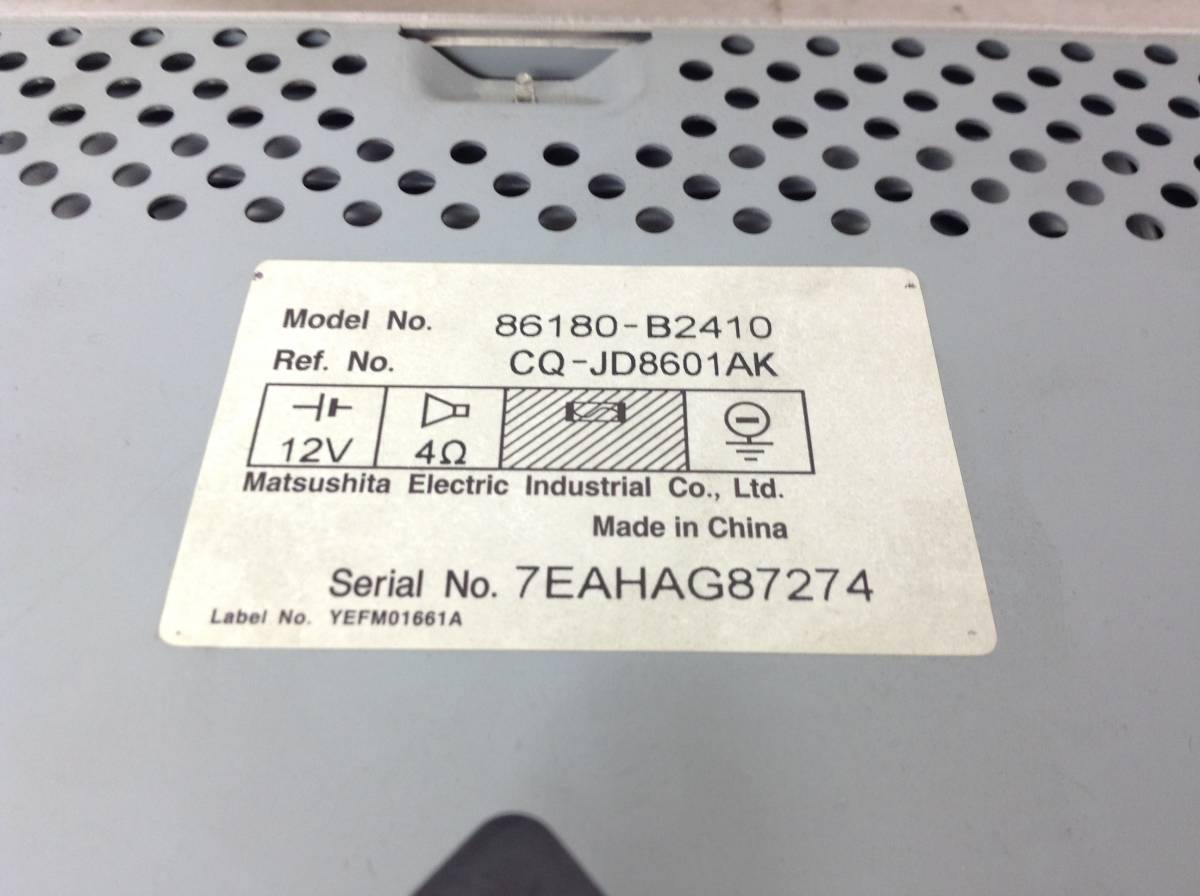 Model No. 86180-B2410
Ref. No. CQ-JD8601AK
12V 4Ω
Matsushita Electric Industrial Co., Ltd.
Made in China
Serial No. 7EAHAG87274
Label No. YEFM01661A